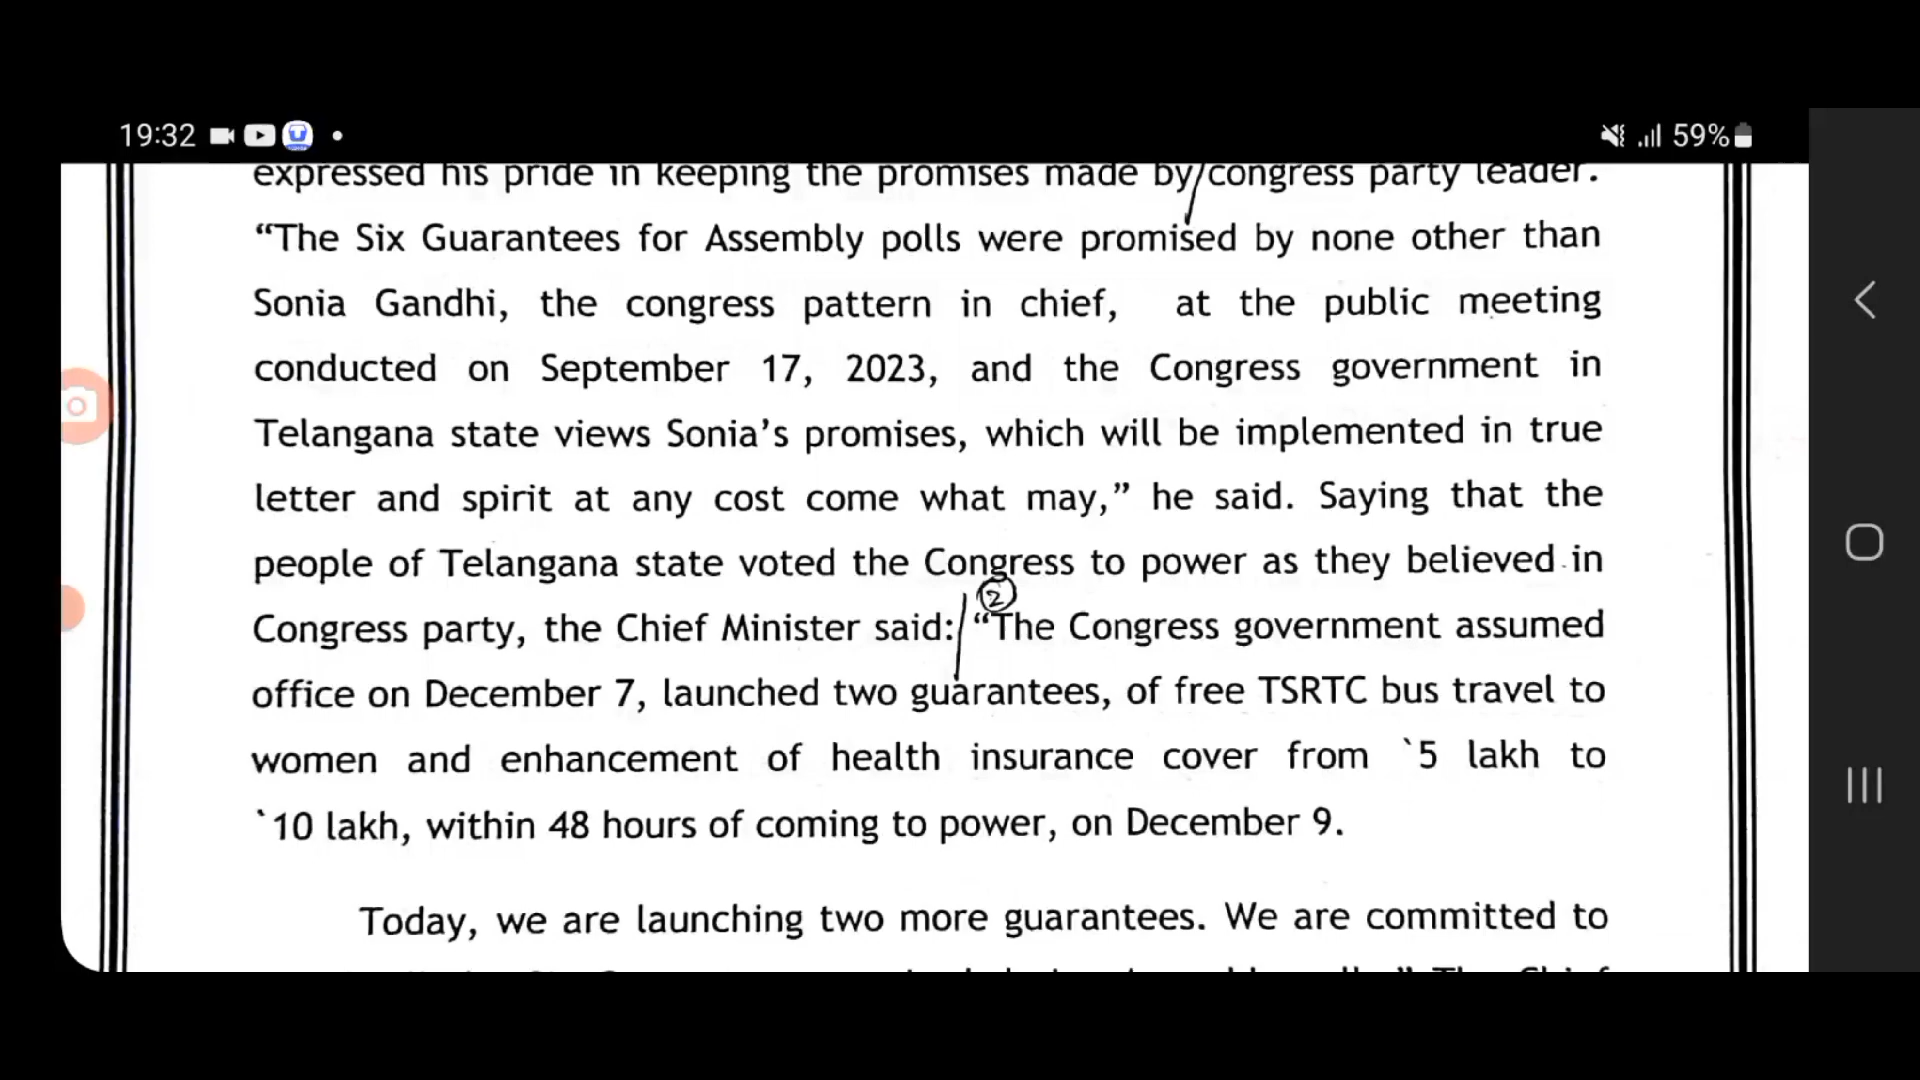 19:32
59%
expressed his pride in keeping the promises made by/congress party leader.
“The Six Guarantees for Assembly polls were promised by none other than
Sonia Gandhi, the congress pattern in chief, at the public meeting
conducted on September 17, 2023, and the Congress government in
Telangana state views Sonia’s promises, which will be implemented in true
letter and spirit at any cost come what may,” he said. Saying that the
people of Telangana state voted the Congress to power as they believed in
2
Congress party, the Chief Minister said:/ “The Congress government assumed
office on December 7, launched two guarantees, of free TSRTC bus travel to
women and enhancement of health insurance cover from `5 lakh to
`10 lakh, within 48 hours of coming to power, on December 9.
Today, we are launching two more guarantees. We are committed to